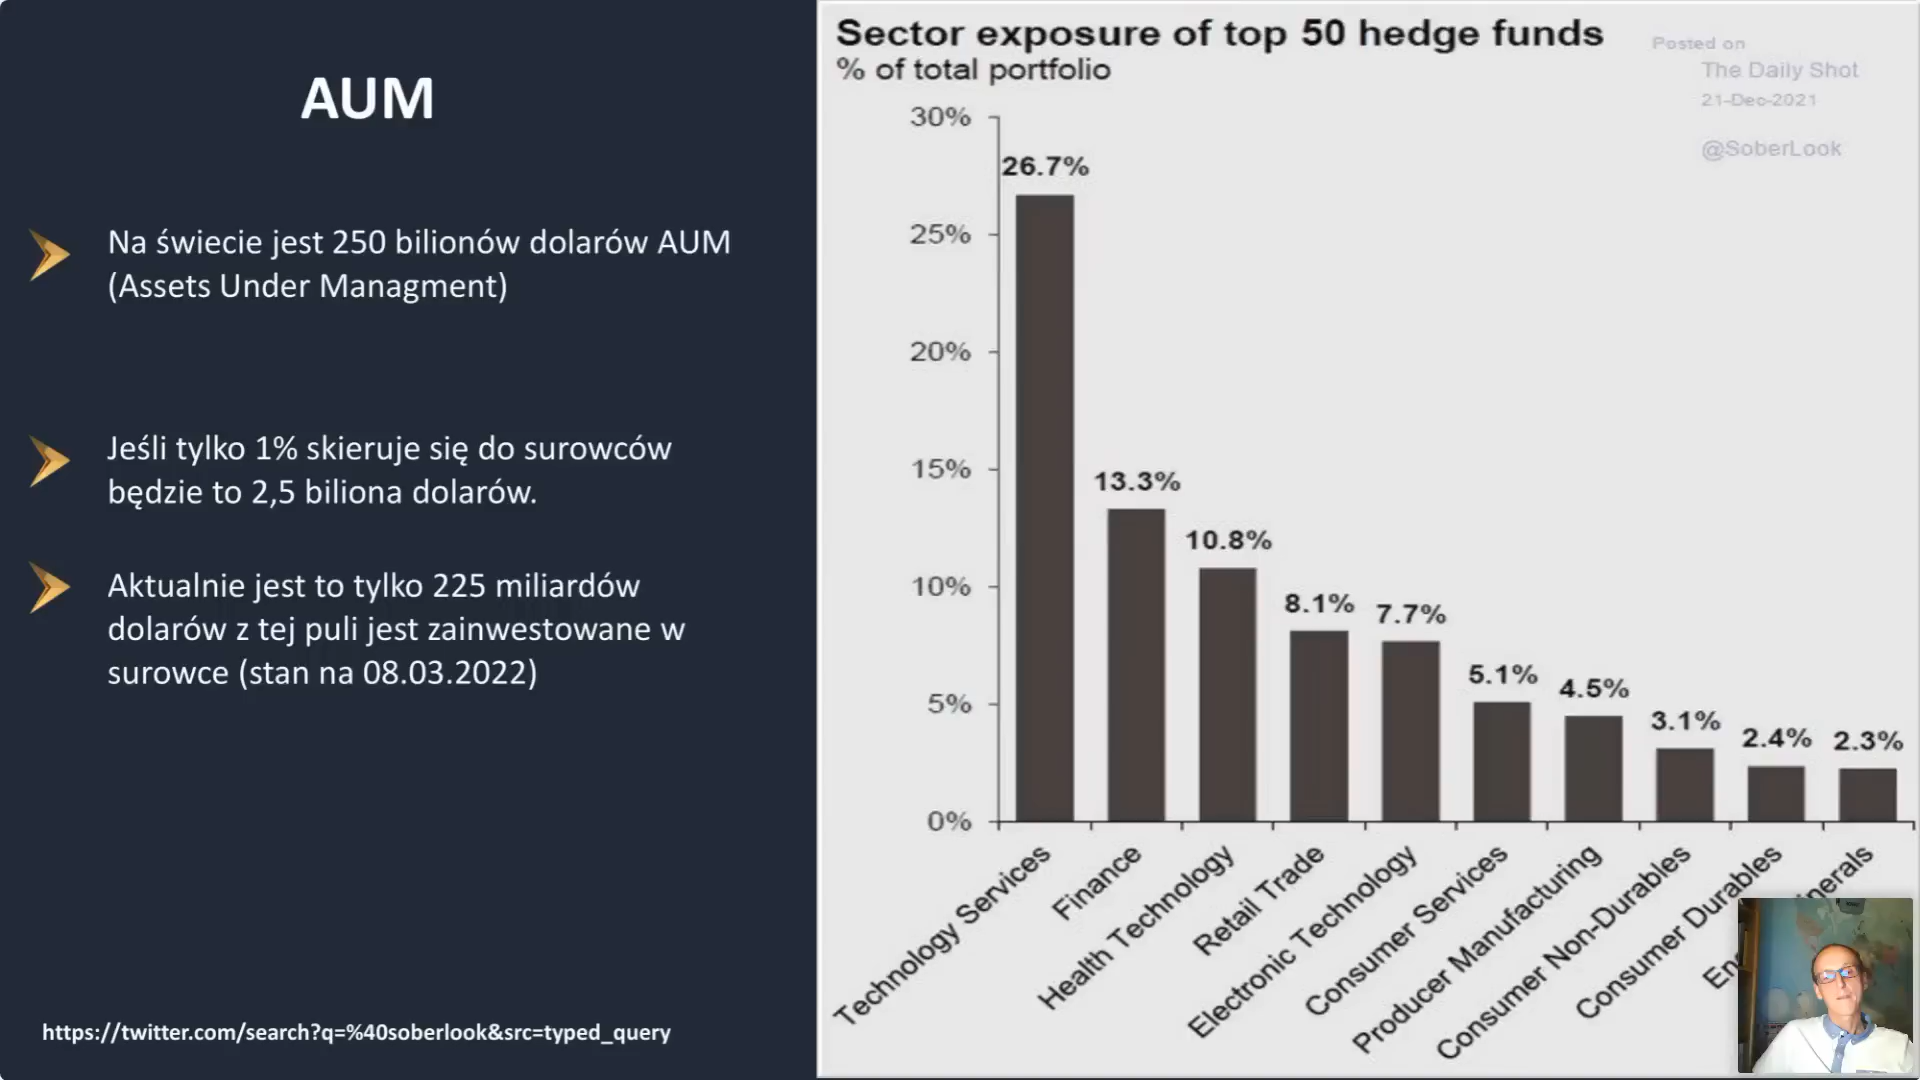 AUM
Na świecie jest 250 bilionów dolarów AUM
(Assets Under Managment)
Jeśli tylko 1% skieruje się do surowców
będzie to 2,5 biliona dolarów.
Aktualnie jest to tylko 225 miliardów
dolarów z tej puli jest zainwestowane w
surowce (stan na 08.03.2022)
https://twitter.com/search?q=%40soberlook&src=typed_query
Sector exposure of top 50 hedge funds
% of total portfolio
Posted on
The Daily Shot
21-Dec-2021
@SoberLook
30%
25%
20%
15%
10%
5%
0%
26.7%
13.3%
10.8%
8.1%
7.7%
5.1%
4.5%
3.1%
2.4%
2.3%
Technology Services
Finance
Health Technology
Retail Trade
Electronic Technology
Consumer Services
Producer Manufacturing
Consumer Non-Durables
Consumer Durables